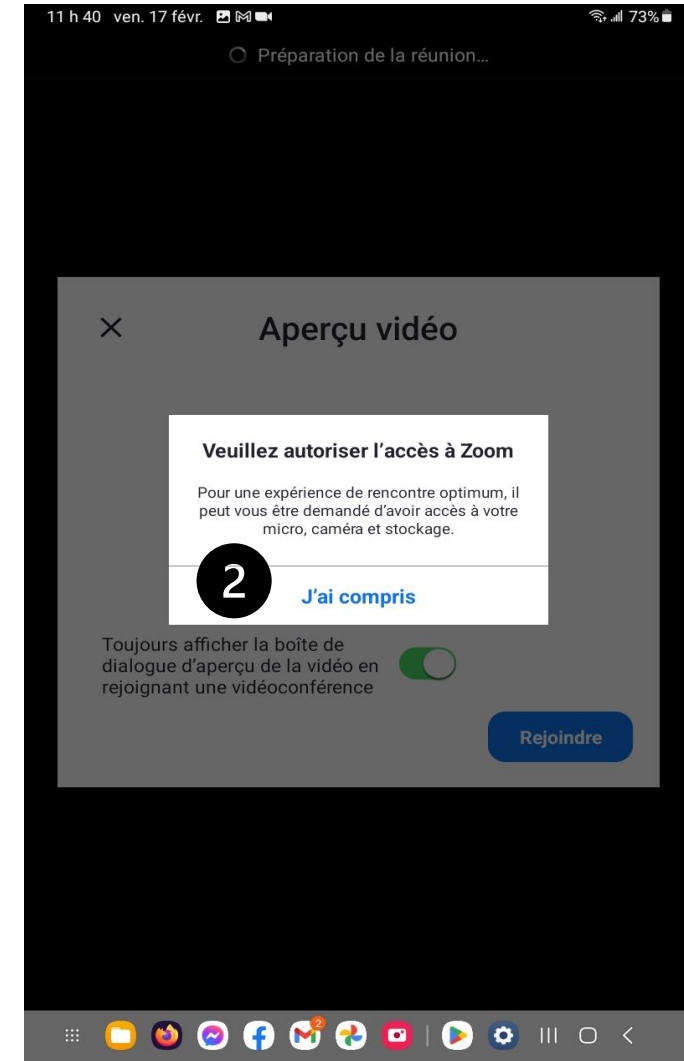 11 h 40 ven. 17 févr. 73%
Préparation de la réunion...
Aperçu vidéo
Veuillez autoriser l'accès à Zoom
Pour une expérience de rencontre optimum, il
peut vous être demandé d'avoir accès à votre
micro, caméra et stockage.
2
J'ai compris
Toujours afficher la boîte de
dialogue d'aperçu de la vidéo en
rejoignant une vidéoconférence
Rejoindre
2